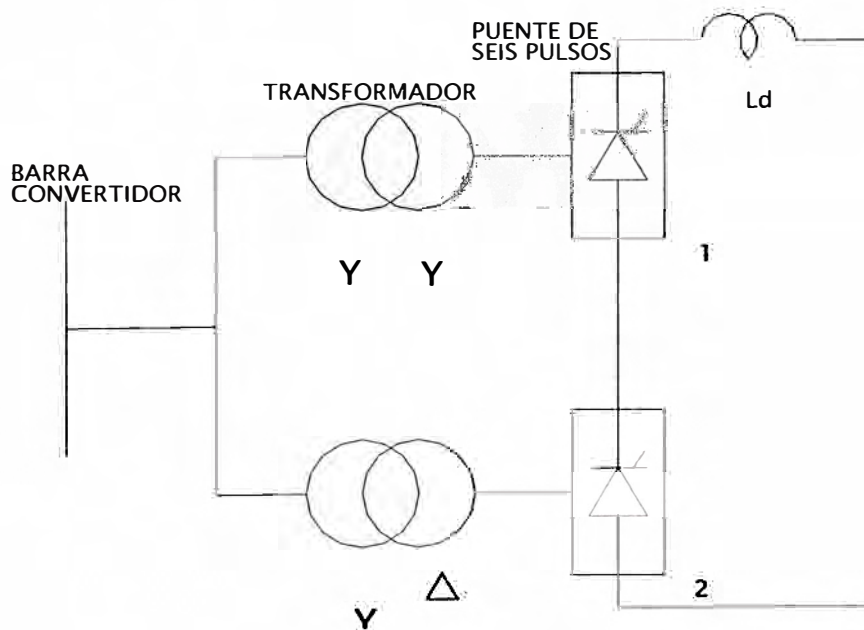 PUENTE DE
SEIS PULSOS
Ld
TRANSFORMADOR
BARRA
CONVERTIDOR
Y Y
1
Y Δ
2